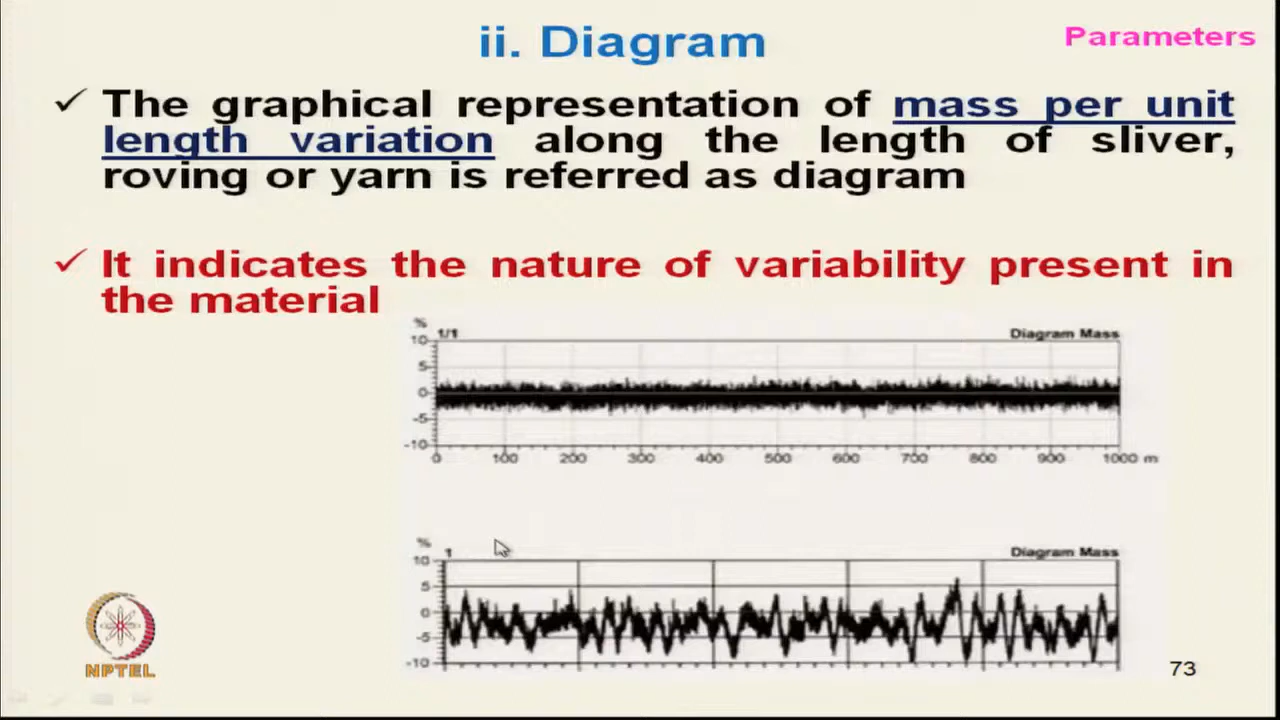 ii. Diagram
Parameters
✓ The graphical representation of mass per unit
length variation along the length of sliver,
roving or yarn is referred as diagram
✓ It indicates the nature of variability present in
the material
% 1/1 Diagram Mass
10
5
0
-5
-10
0 100 200 300 400 500 600 700 800 900 1000 m
% 1 Diagram Mass
10
5
0
-5
-10
NPTEL
73